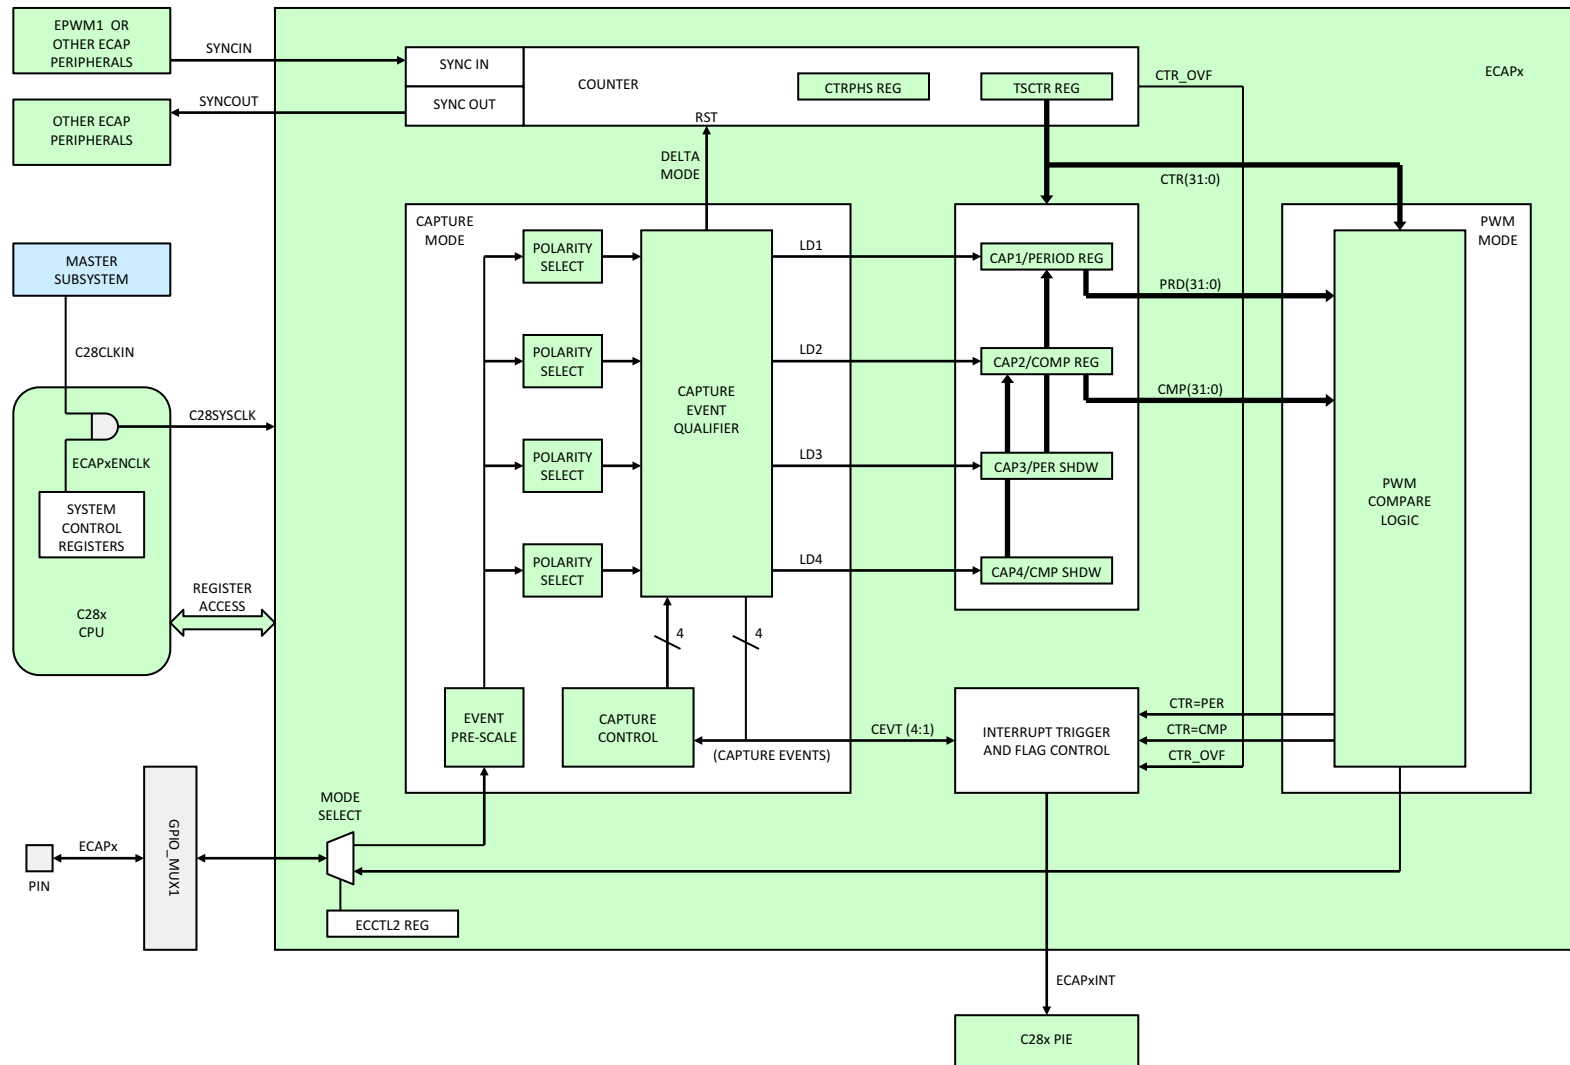 EPWM1 OR
OTHER ECAP
PERIPHERALS
SYNCIN
SYNCOUT
OTHER ECAP
PERIPHERALS
SYNC IN
SYNC OUT
COUNTER
RST
CTRPHS REG
TSCTR REG
CTR_OVF
ECAPx
DELTA
MODE
CTR(31:0)
MASTER
SUBSYSTEM
C28CLKIN
C28SYSCLK
ECAPxENCLK
SYSTEM
CONTROL
REGISTERS
C28x
CPU
REGISTER
ACCESS
CAPTURE
MODE
POLARITY
SELECT
POLARITY
SELECT
POLARITY
SELECT
POLARITY
SELECT
CAPTURE
EVENT
QUALIFIER
LD1
LD2
LD3
LD4
CAP1/PERIOD REG
CAP2/COMP REG
CAP3/PER SHDW
CAP4/CMP SHDW
PRD(31:0)
CMP(31:0)
PWM
MODE
PWM
COMPARE
LOGIC
4
4
EVENT
PRE-SCALE
CAPTURE
CONTROL
CEVT (4:1)
(CAPTURE EVENTS)
INTERRUPT TRIGGER
AND FLAG CONTROL
CTR=PER
CTR=CMP
CTR_OVF
MODE
SELECT
PIN
ECAPx
GPIO_MUX1
ECCTL2 REG
ECAPxINT
C28x PIE